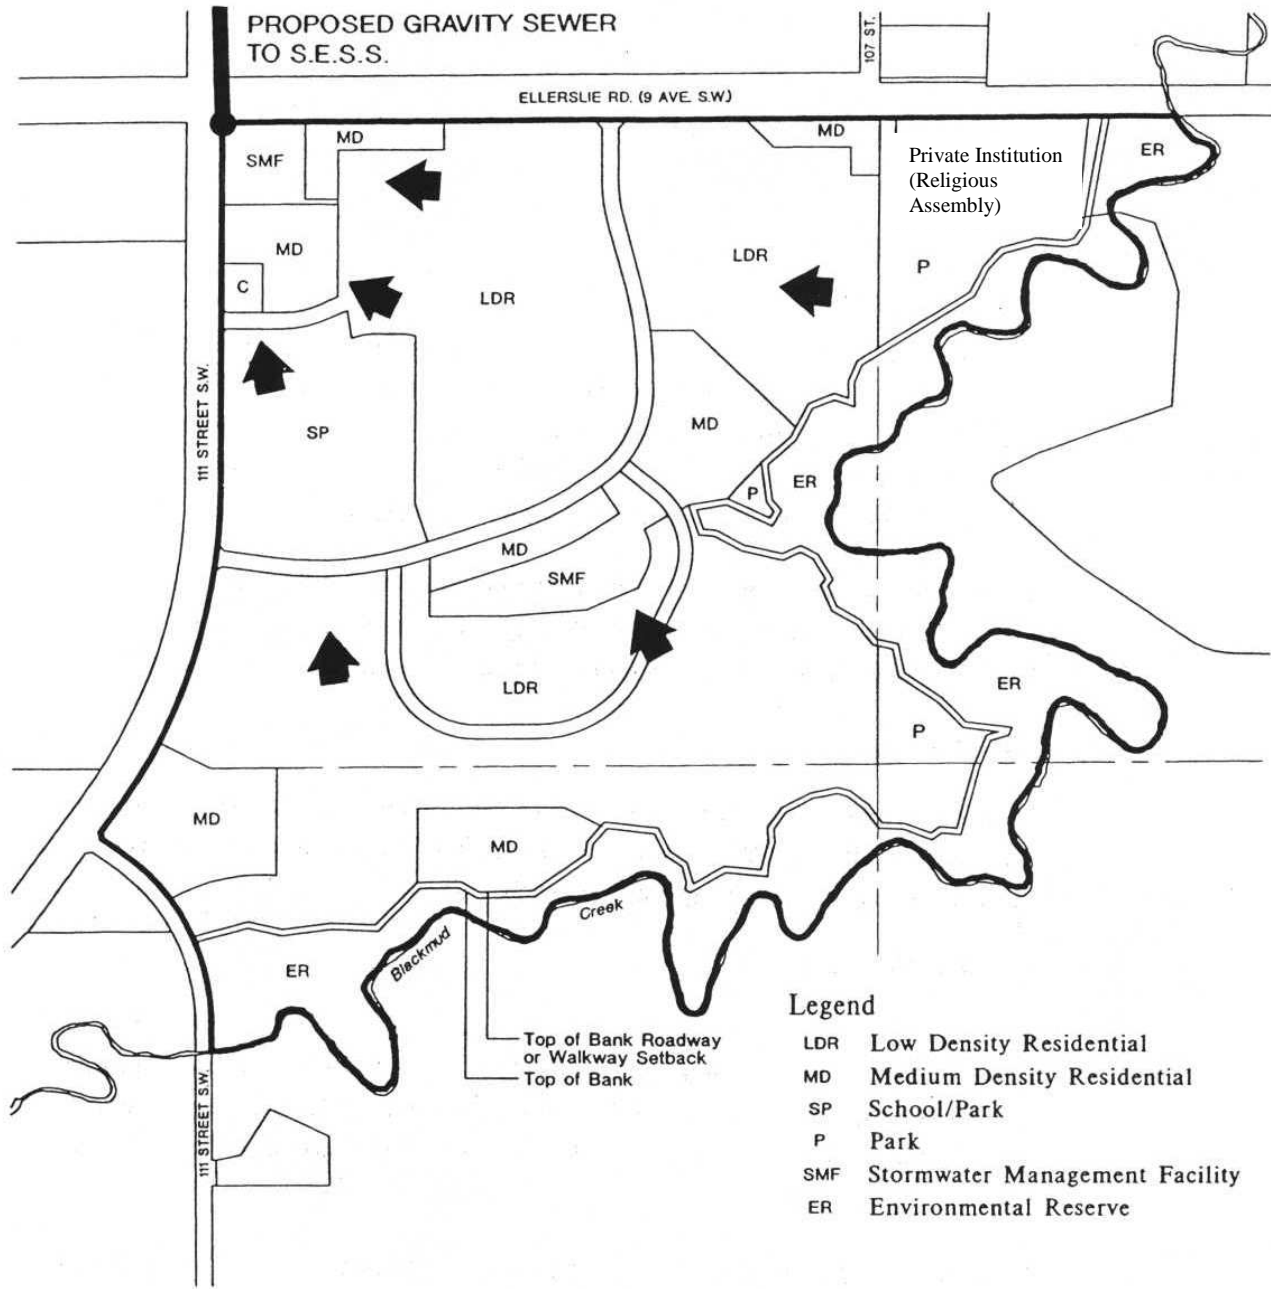 PROPOSED GRAVITY SEWER
TO S.E.S.S.
107 ST.
ELLERSLIE RD. (9 AVE. S.W.)
MD
MD
SMF
Private Institution
(Religious
Assembly)
ER
MD
LDR
P
C
LDR
111 STREET S.W.
SP
MD
ER
P
MD
SMF
LDR
ER
P
MD
MD
Creek
Blackmud
ER
Top of Bank Roadway
or Walkway Setback
Top of Bank
111 STREET S.W.
Legend
LDR Low Density Residential
MD Medium Density Residential
SP School/Park
P Park
SMF Stormwater Management Facility
ER Environmental Reserve